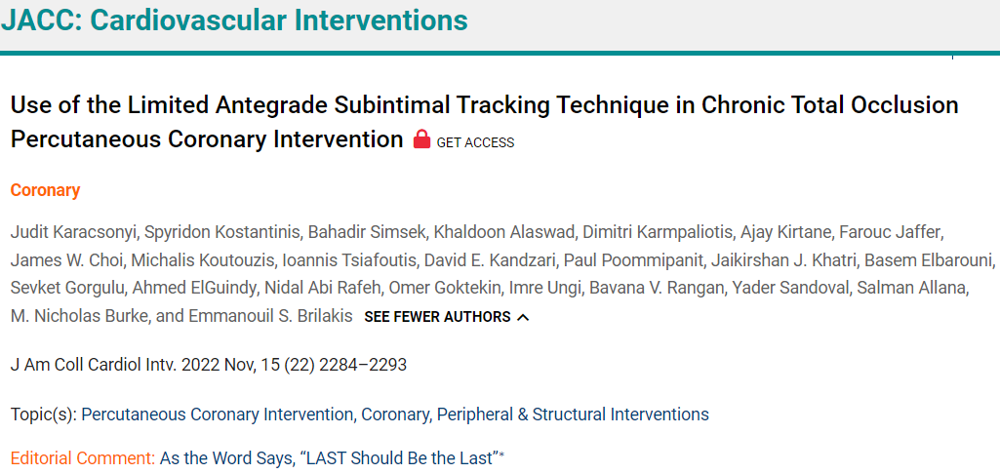 JACC: Cardiovascular Interventions
Use of the Limited Antegrade Subintimal Tracking Technique in Chronic Total Occlusion
Percutaneous Coronary Intervention GET ACCESS
Coronary
Judit Karacsonyi, Spyridon Kostantinis, Bahadir Simsek, Khaldoon Alaswad, Dimitri Karmpaliotis, Ajay Kirtane, Farouc Jaffer,
James W. Choi, Michalis Koutouzis, Ioannis Tsiafoutis, David E. Kandzari, Paul Poommipanit, Jaikirshan J. Khatri, Basem Elbarouni,
Sevket Gorgulu, Ahmed ElGuindy, Nidal Abi Rafeh, Omer Goktekin, Imre Ungi, Bavana V. Rangan, Yader Sandoval, Salman Allana,
M. Nicholas Burke, and Emmanouil S. Brilakis SEE FEWER AUTHORS
J Am Coll Cardiol Intv. 2022 Nov, 15 (22) 2284–2293
Topic(s): Percutaneous Coronary Intervention, Coronary, Peripheral & Structural Interventions
Editorial Comment: As the Word Says, “LAST Should Be the Last”*